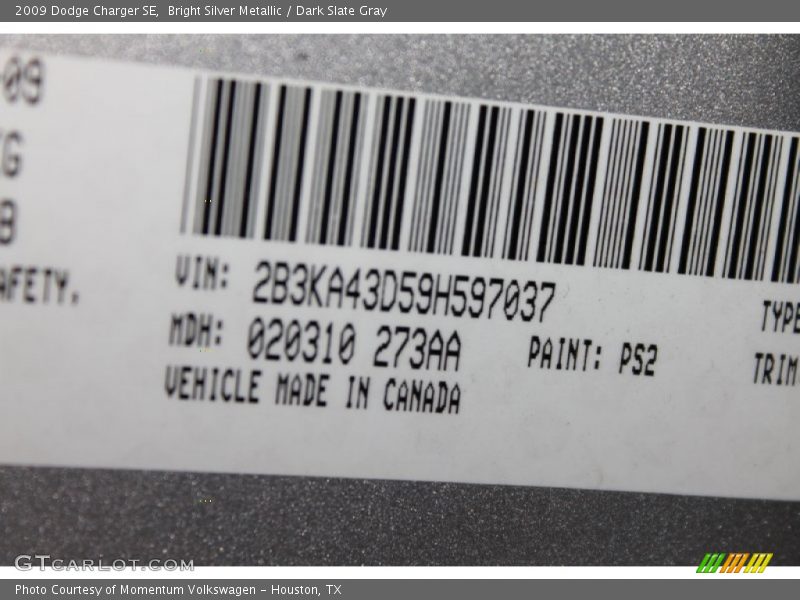 2009 Dodge Charger SE, Bright Silver Metallic / Dark Slate Gray
-09
G
AFETY.
VIN: 2B3KA43D59H597037
TYPE
MDH: 020310 273AA
PAINT: PS2
TRIM
VEHICLE MADE IN CANADA
GTCARLOT.COM
Photo Courtesy of Momentum Volkswagen - Houston, TX